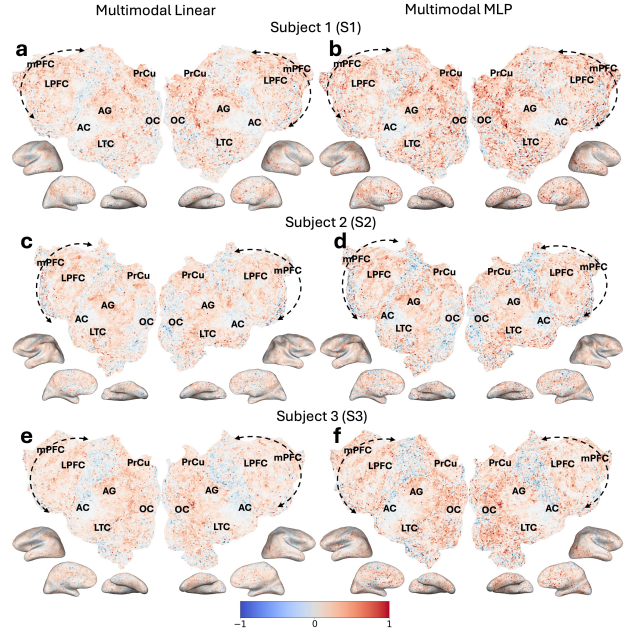 Multimodal Linear
Multimodal MLP
Subject 1 (S1)
a
mPFC
LPFC
PrCu
AG
AC
OC
LTC
PrCu
mPFC
LPFC
AG
OC
AC
LTC
b
mPFC
LPFC
PrCu
AG
AC
OC
LTC
PrCu
mPFC
LPFC
AG
OC
AC
LTC
Subject 2 (S2)
c
mPFC
LPFC
PrCu
AG
AC
OC
LTC
PrCu
LPFC
mPFC
AG
OC
AC
LTC
d
mPFC
LPFC
PrCu
AG
AC
OC
LTC
PrCu
LPFC
mPFC
AG
OC
AC
LTC
Subject 3 (S3)
e
mPFC
LPFC
PrCu
AG
AC
OC
LTC
PrCu
LPFC
mPFC
AG
OC
AC
LTC
f
mPFC
LPFC
PrCu
AG
AC
OC
LTC
PrCu
LPFC
mPFC
AG
OC
AC
LTC
−1 0 1